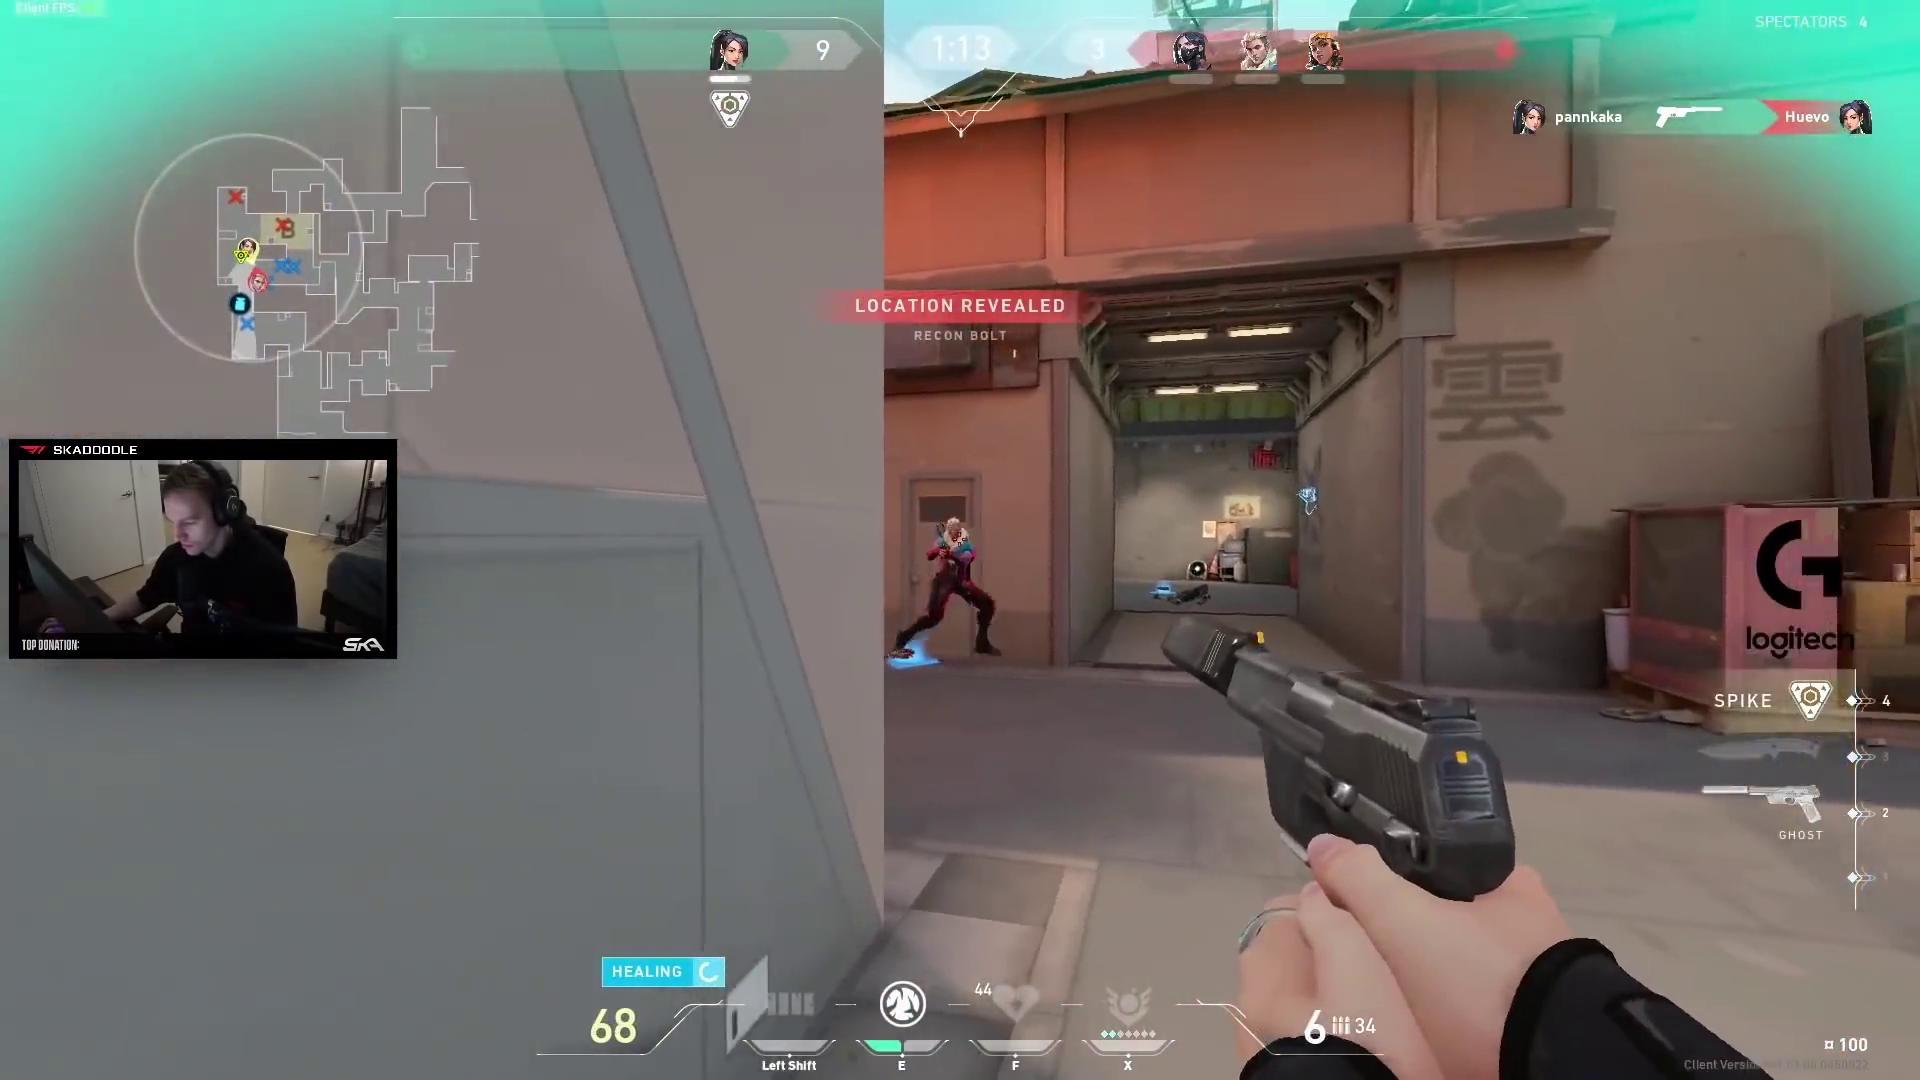 Client FPS
9
1:13
3
SPECTATORS 4
pannkaka
Huevo
B
LOCATION REVEALED
RECON BOLT
雲
SKADOODLE
TOP DONATION:
SKA
logitech
SPIKE
4
3
2
GHOST
HEALING
68
44
6
34
Left Shift
E
F
X
¤ 100